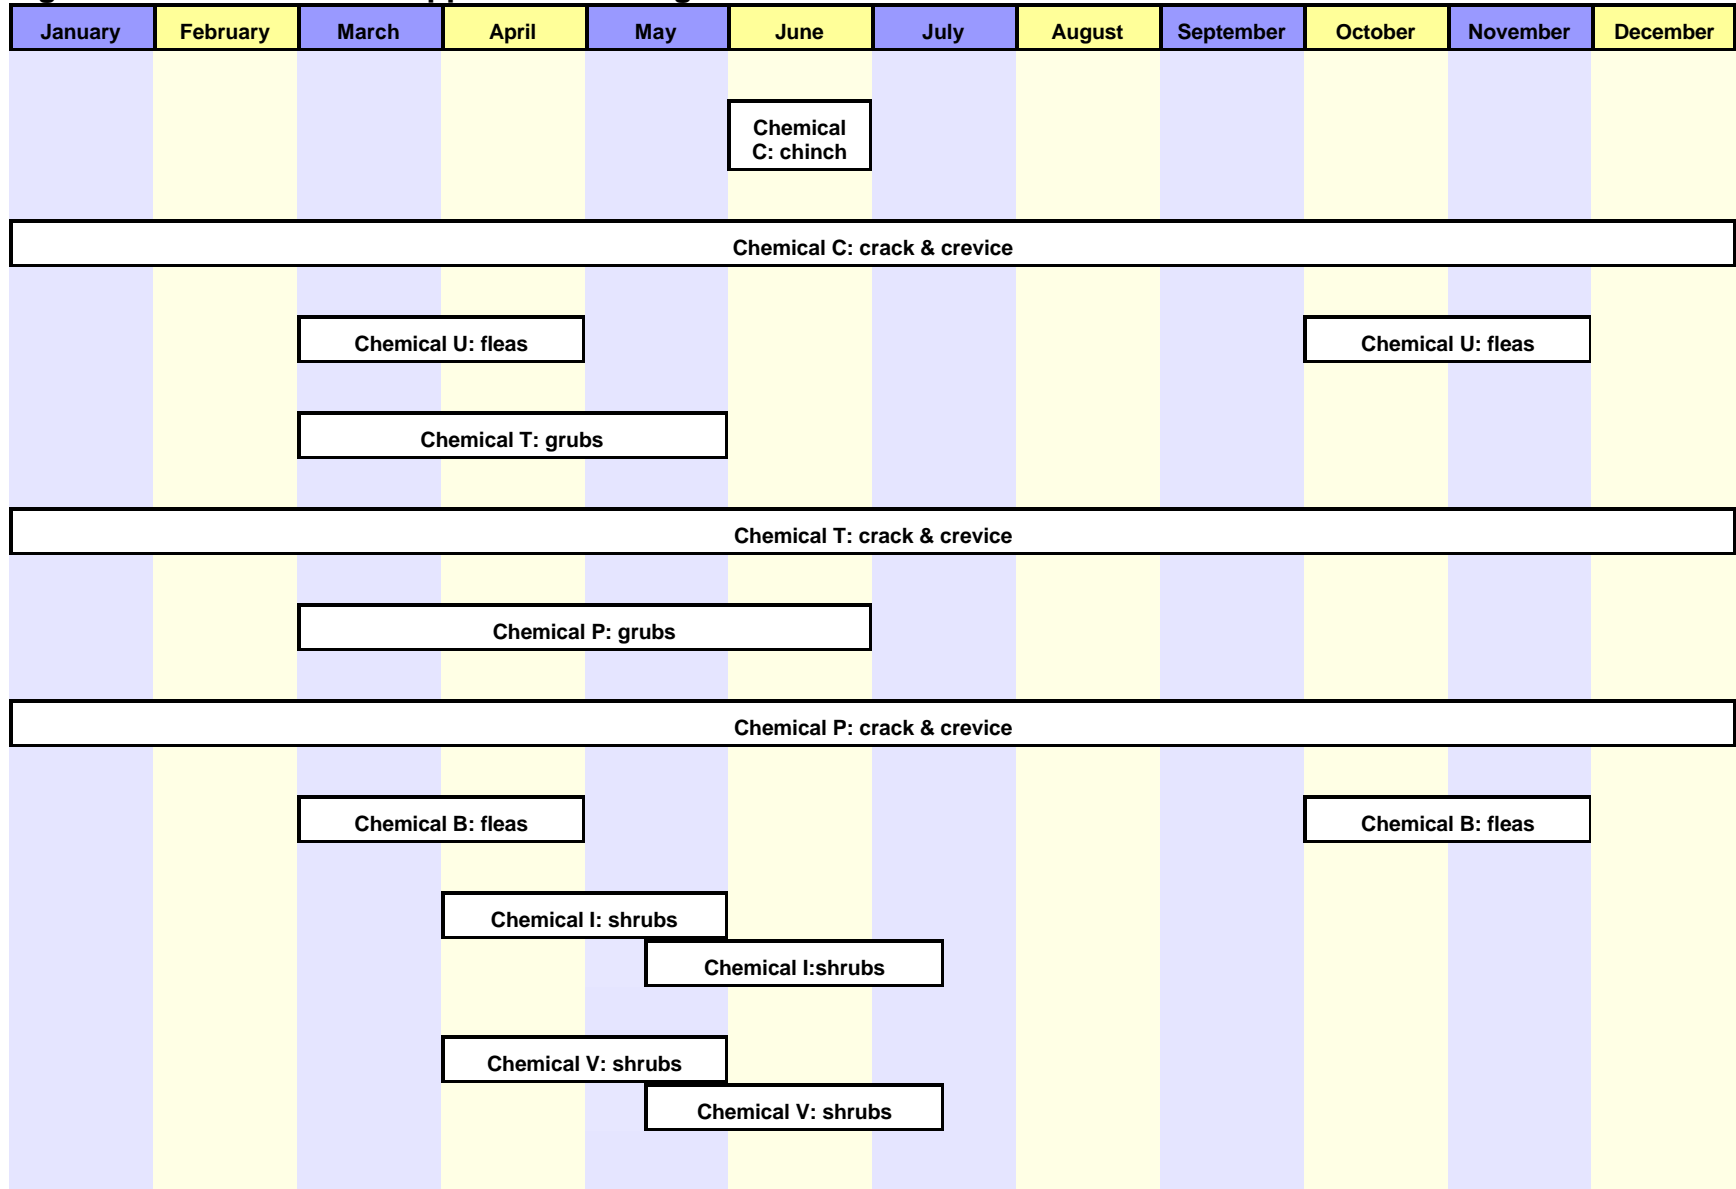 January February March April May June July August September October November December
Chemical
C: chinch
Chemical C: crack & crevice
Chemical U: fleas Chemical U: fleas
Chemical T: grubs
Chemical T: crack & crevice
Chemical P: grubs
Chemical P: crack & crevice
Chemical B: fleas Chemical B: fleas
Chemical I: shrubs
Chemical I:shrubs
Chemical V: shrubs
Chemical V: shrubs